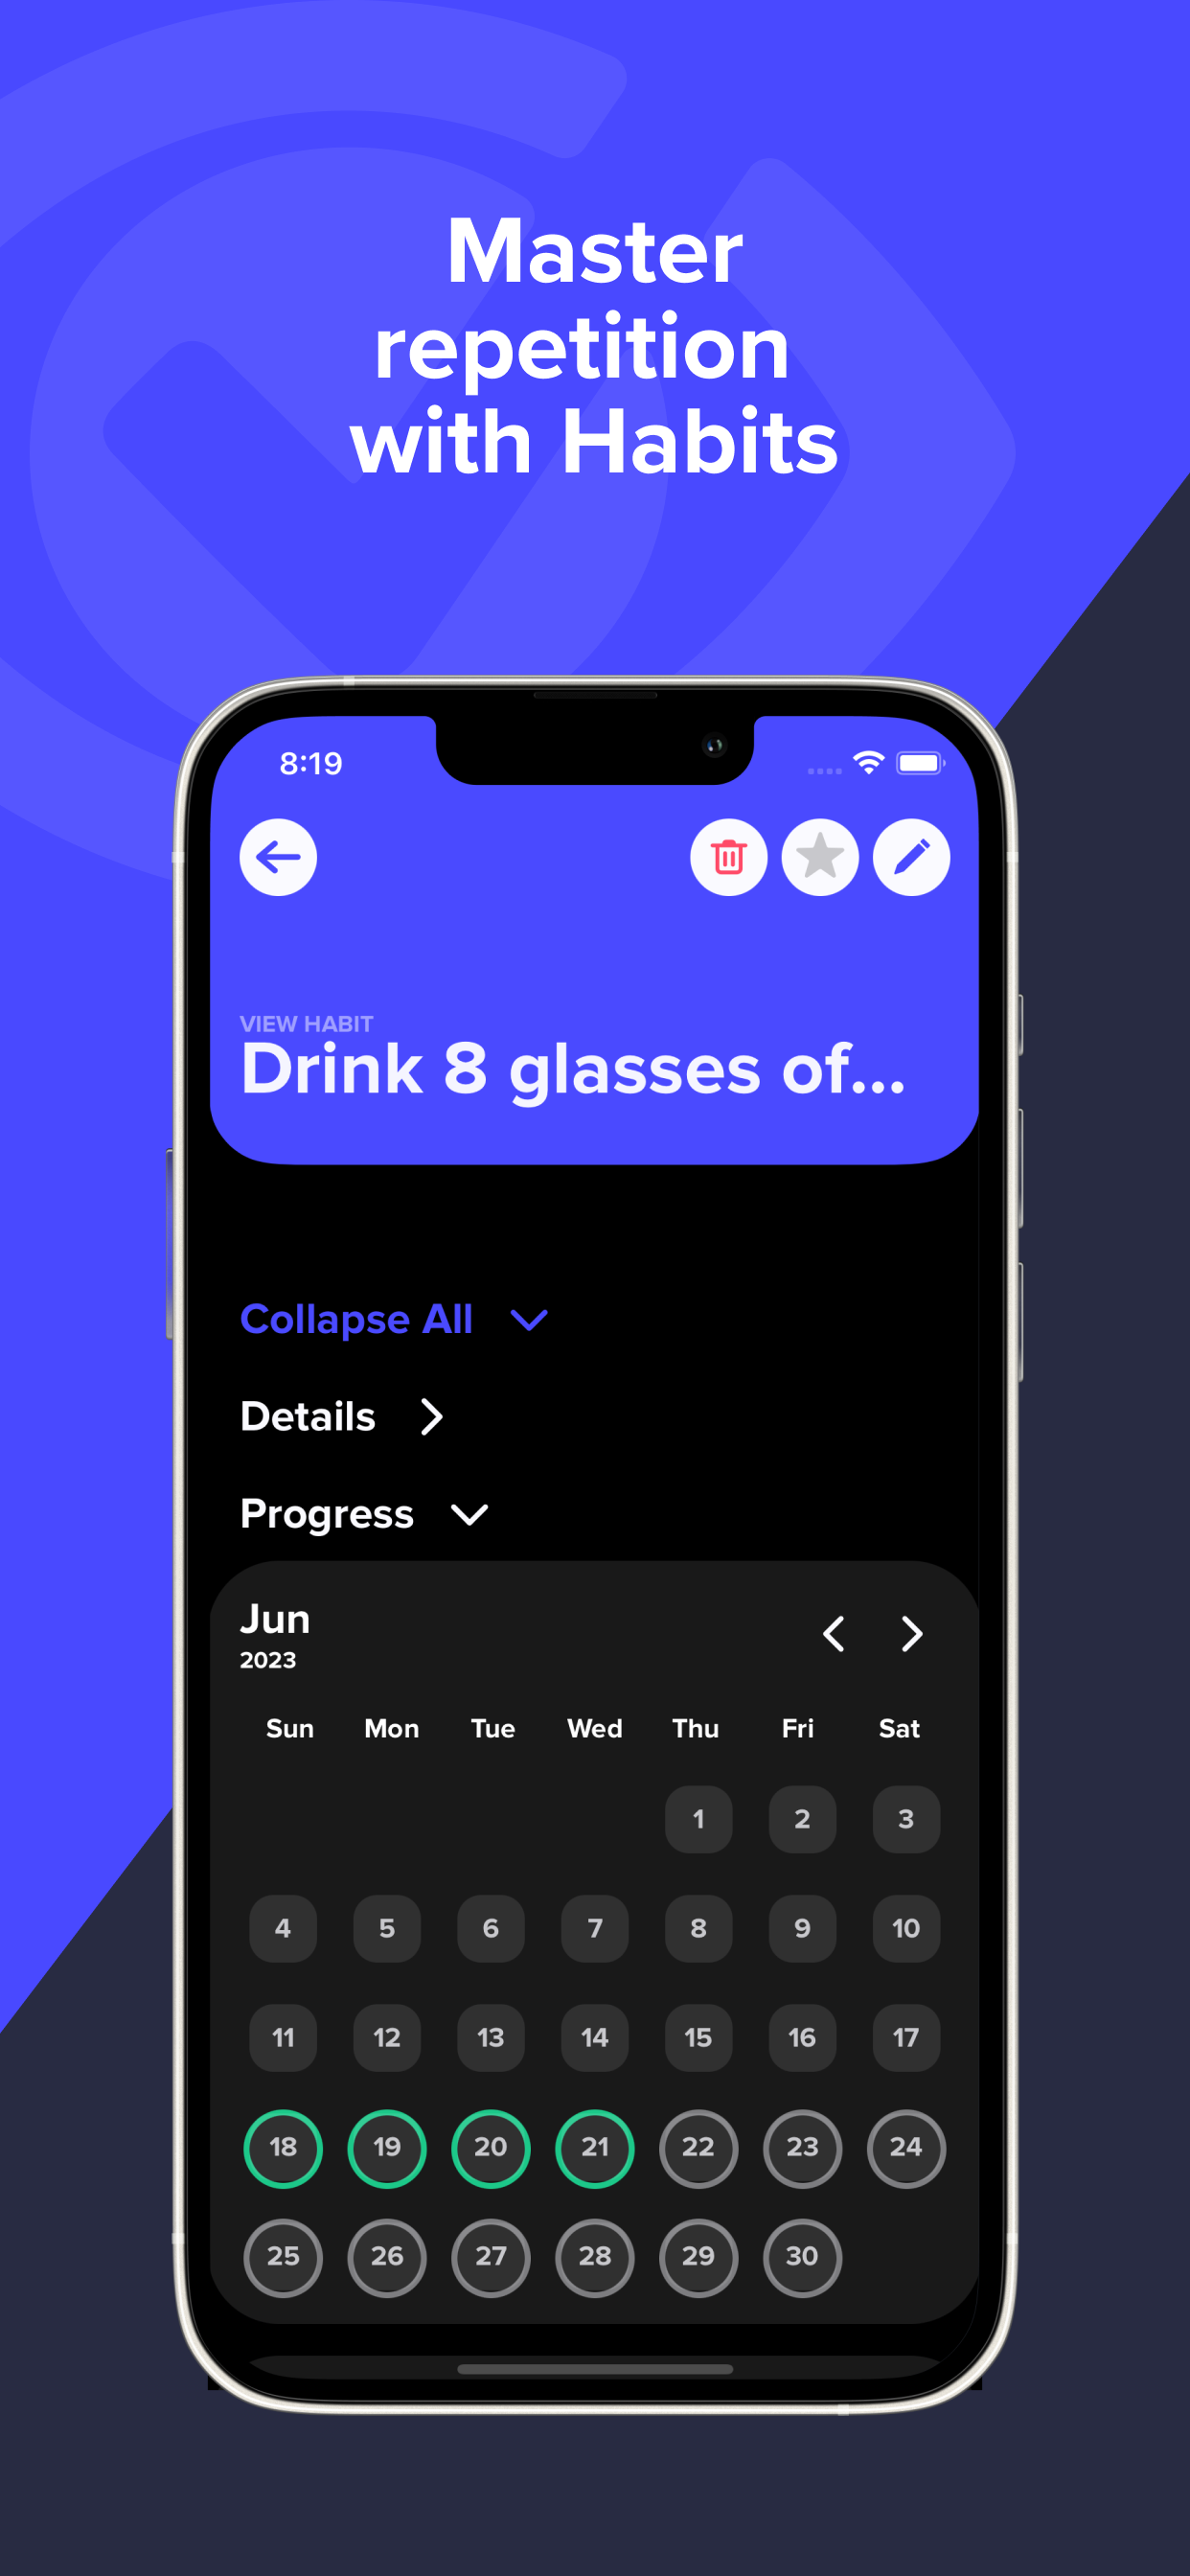 Master
repetition
with Habits
8:19
VIEW HABIT
Drink 8 glasses of...
Collapse All
Details
Progress
Jun
2023
Sun Mon Tue Wed Thu Fri Sat
1 2 3
4 5 6 7 8 9 10
11 12 13 14 15 16 17
18 19 20 21 22 23 24
25 26 27 28 29 30